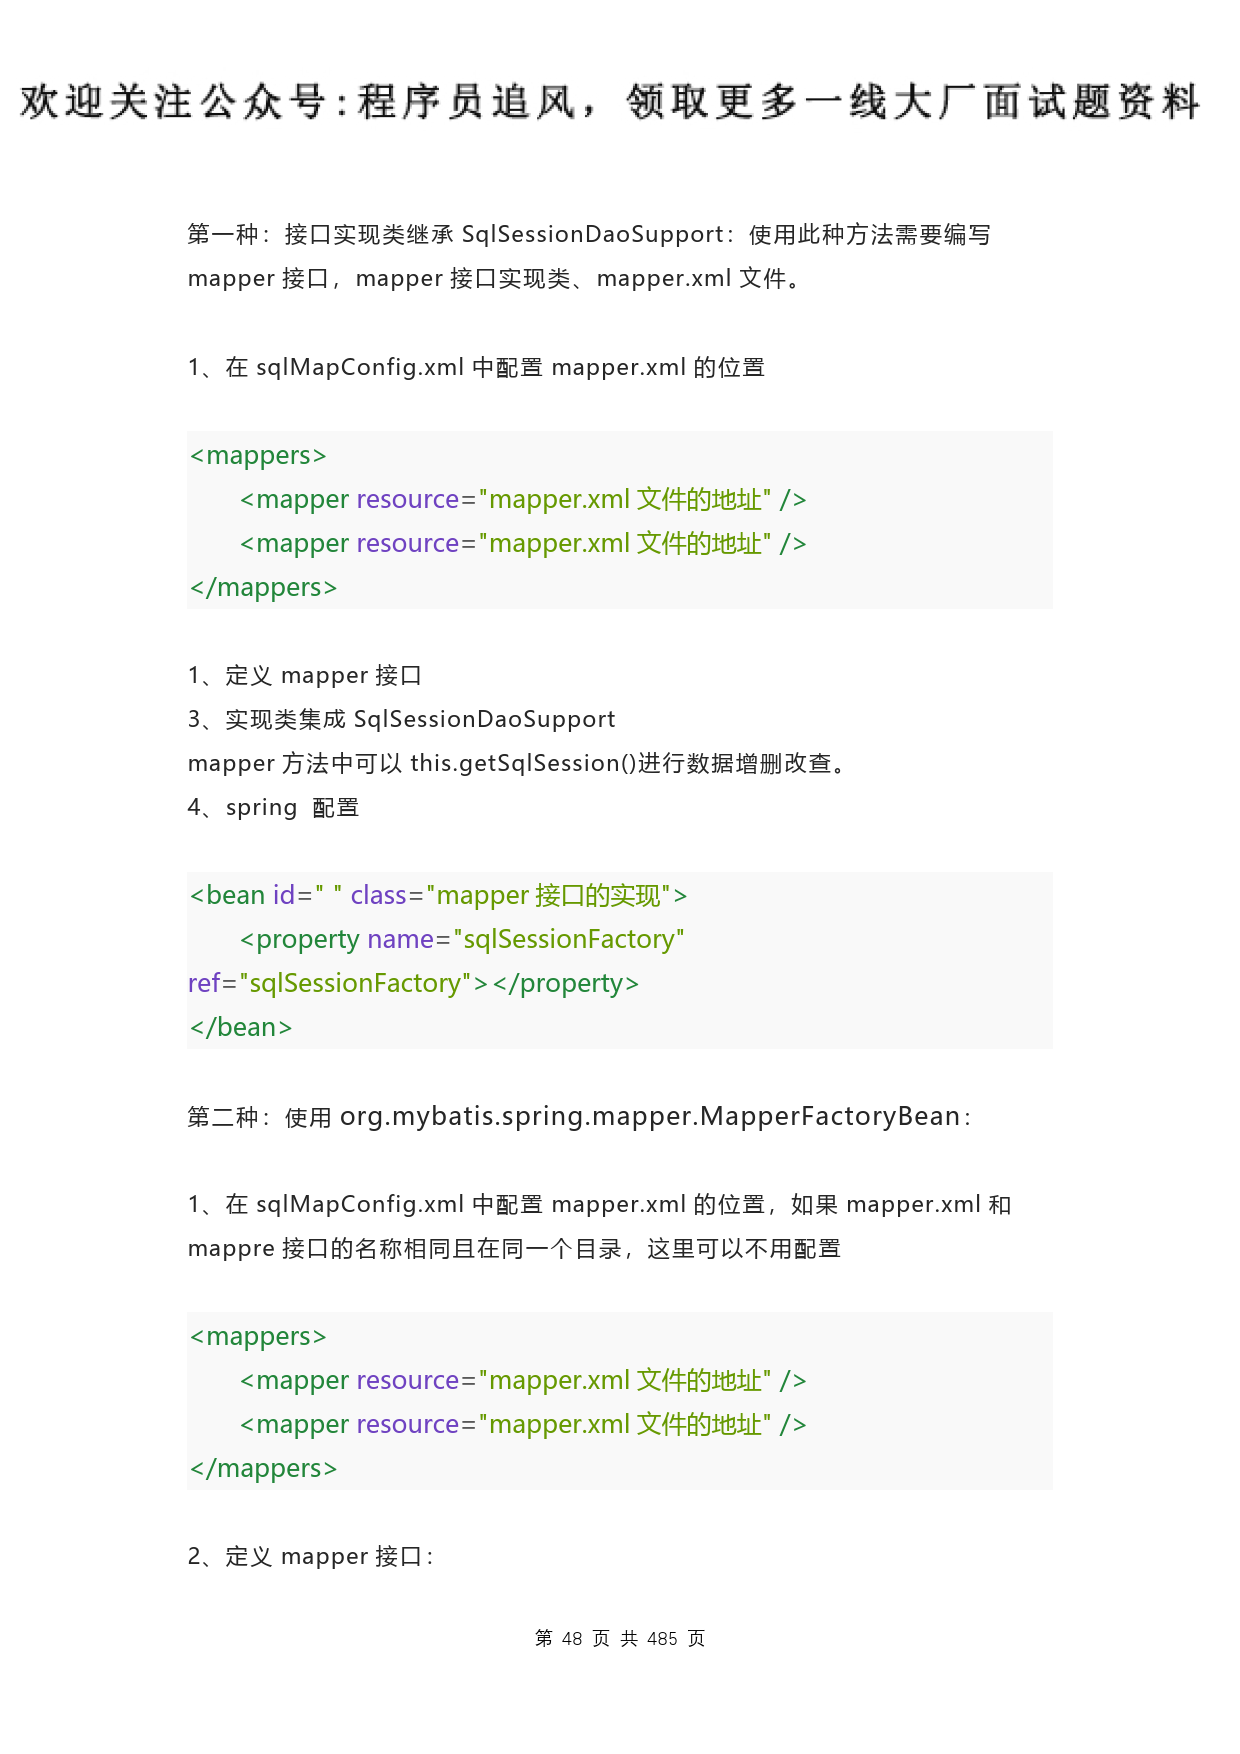 欢迎关注公众号:程序员追风，领取更多一线大厂面试题资料
第一种：接口实现类继承 SqlSessionDaoSupport：使用此种方法需要编写
mapper 接口，mapper 接口实现类、mapper.xml 文件。
1、在 sqlMapConfig.xml 中配置 mapper.xml 的位置
<mappers>
    <mapper resource="mapper.xml 文件的地址" />
    <mapper resource="mapper.xml 文件的地址" />
</mappers>
1、定义 mapper 接口
3、实现类集成 SqlSessionDaoSupport
mapper 方法中可以 this.getSqlSession()进行数据增删改查。
4、spring 配置
<bean id=" " class="mapper 接口的实现">
    <property name="sqlSessionFactory"
ref="sqlSessionFactory"></property>
</bean>
第二种：使用 org.mybatis.spring.mapper.MapperFactoryBean：
1、在 sqlMapConfig.xml 中配置 mapper.xml 的位置，如果 mapper.xml 和
mappre 接口的名称相同且在同一个目录，这里可以不用配置
<mappers>
    <mapper resource="mapper.xml 文件的地址" />
    <mapper resource="mapper.xml 文件的地址" />
</mappers>
2、定义 mapper 接口：
第 48 页 共 485 页